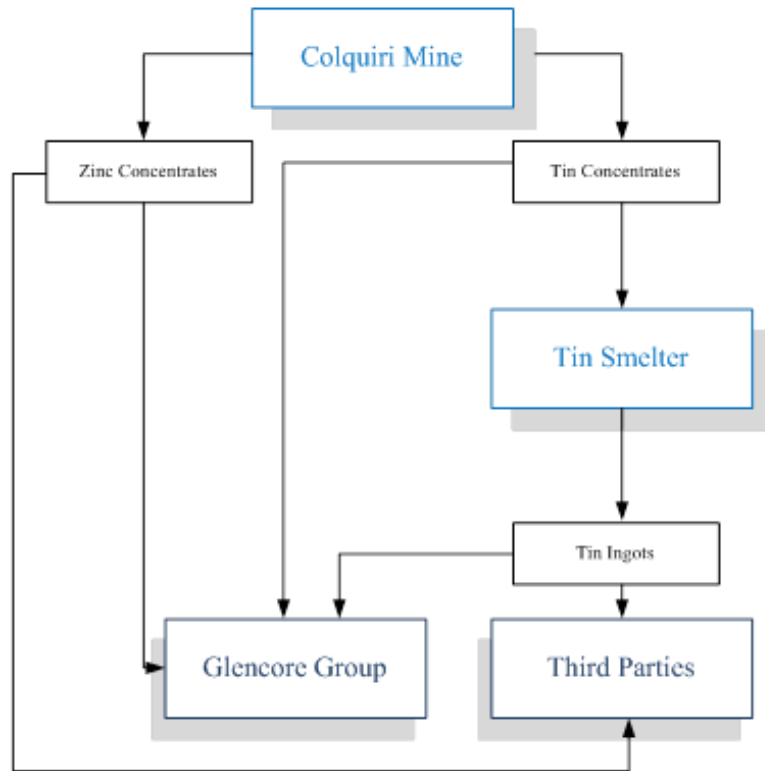 Colquiri Mine
Zinc Concentrates
Tin Concentrates
Tin Smelter
Tin Ingots
Glencore Group
Third Parties